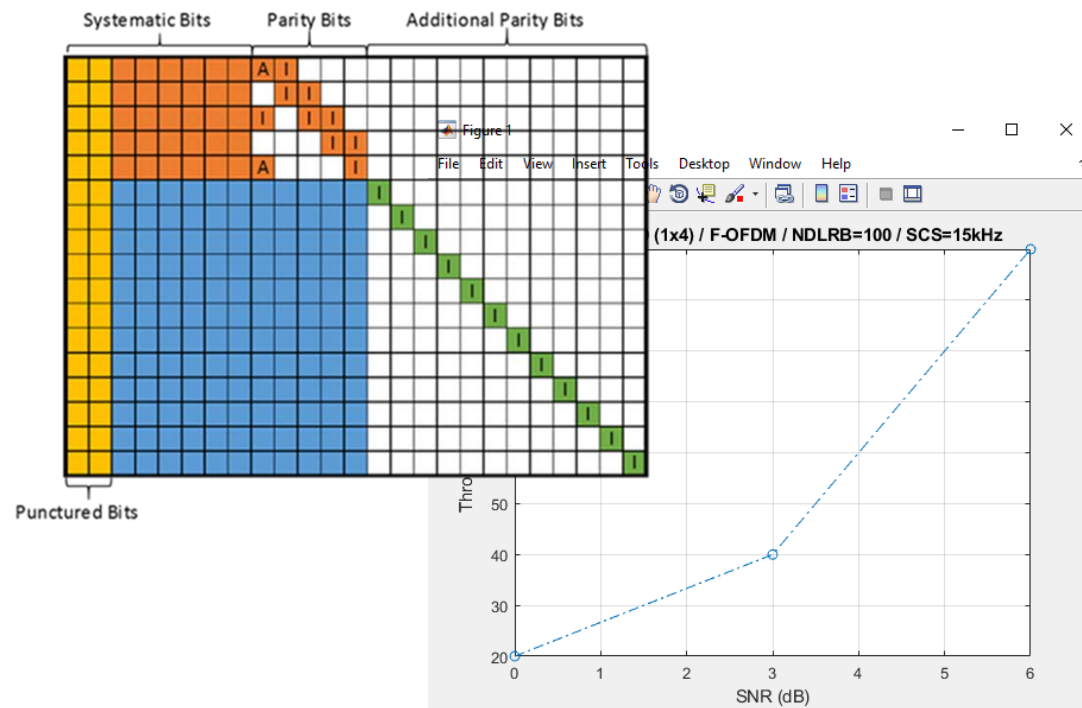 Systematic Bits Parity Bits Additional Parity Bits
A I
I I
I I I
I I
A I
I
I
I
I
I
I
I
I
I
I
I
I
Punctured Bits
Figure 1
File Edit View Insert Tools Desktop Window Help
(1x4) / F-OFDM / NDLRB=100 / SCS=15kHz
50
40
30
20
0 1 2 3 4 5 6
SNR (dB)